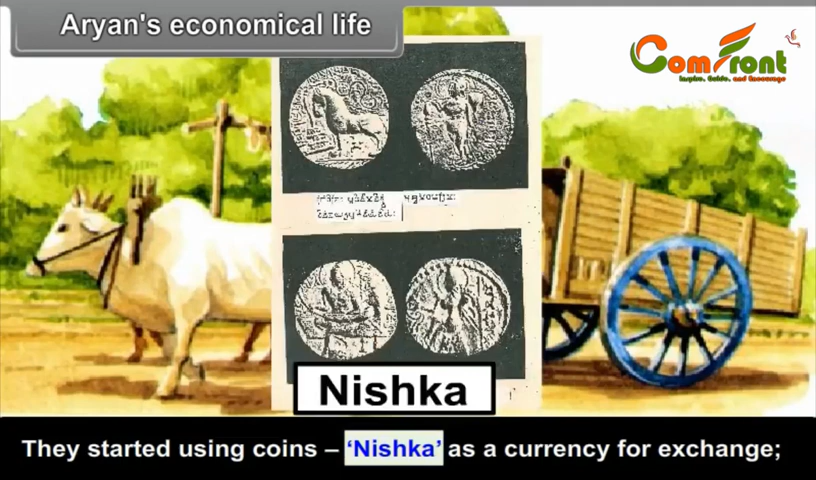 Aryan's economical life
Comfront
Inspire, Guide, and Encourage
Nishka
They started using coins – ‘Nishka’ as a currency for exchange;